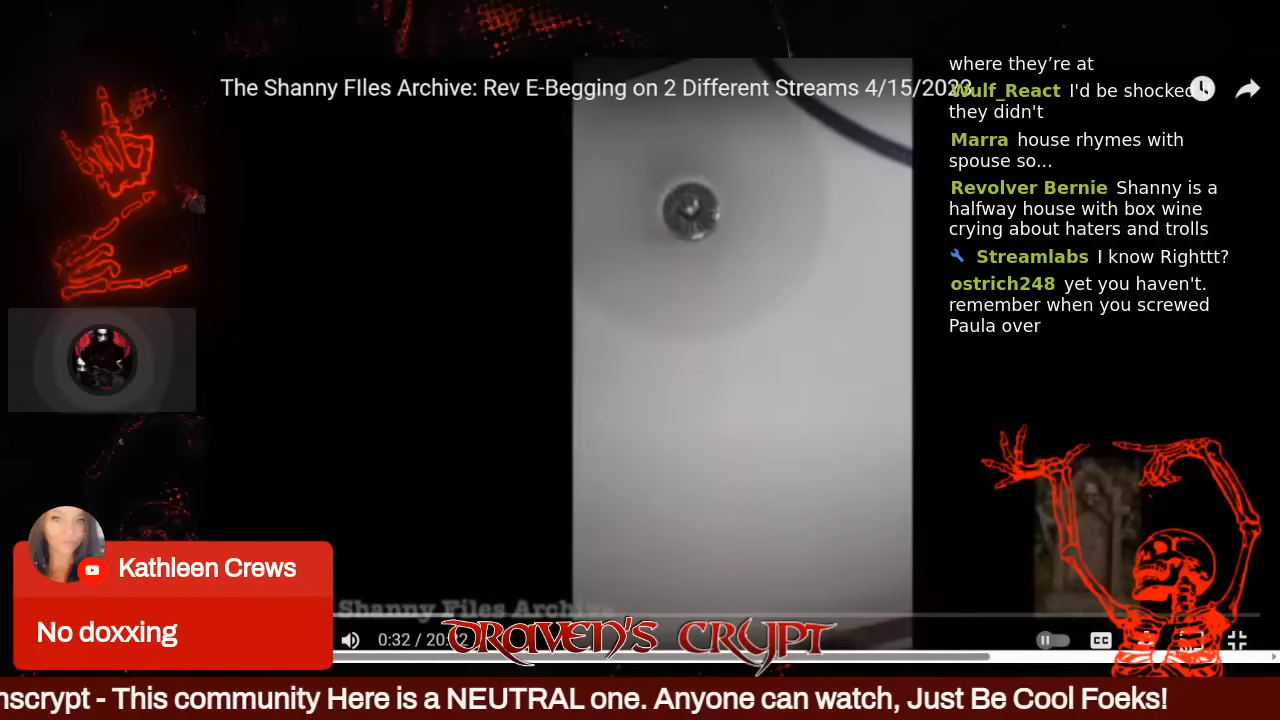 The Shanny FIles Archive: Rev E-Begging on 2 Different Streams 4/15/2023
where they’re at
Wulf_React I'd be shocked
they didn't
Marra house rhymes with
spouse so...
Revolver Bernie Shanny is a
halfway house with box wine
crying about haters and trolls
Streamlabs I know Righttt?
ostrich248 yet you haven't.
remember when you screwed
Paula over
Kathleen Crews
No doxxing
Shanny Files Archive
0:32 / 20:
CC
DRAVEN'S CRYPT
nscrypt - This community Here is a NEUTRAL one. Anyone can watch, Just Be Cool Foeks!